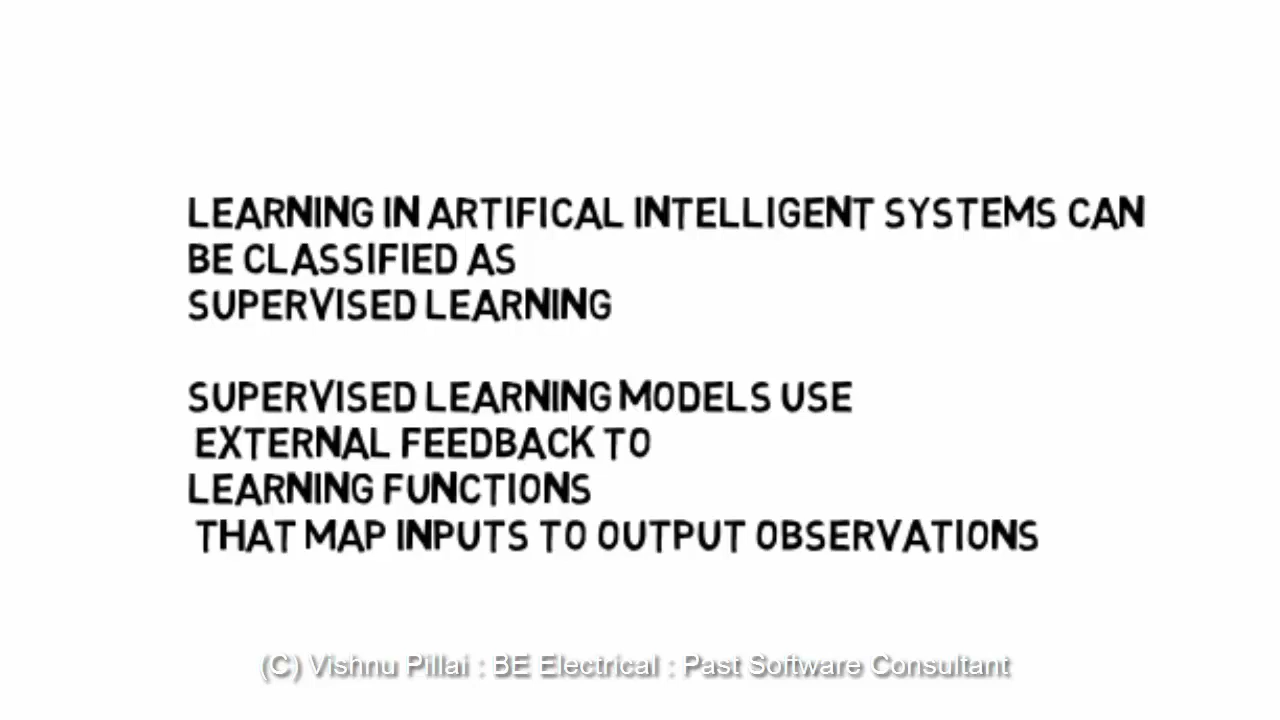 LEARNING IN ARTIFICAL INTELLIGENT SYSTEMS CAN
BE CLASSIFIED AS
SUPERVISED LEARNING
SUPERVISED LEARNING MODELS USE
EXTERNAL FEEDBACK TO
LEARNING FUNCTIONS
THAT MAP INPUTS TO OUTPUT OBSERVATIONS
(C) Vishnu Pillai : BE Electrical : Past Software Consultant